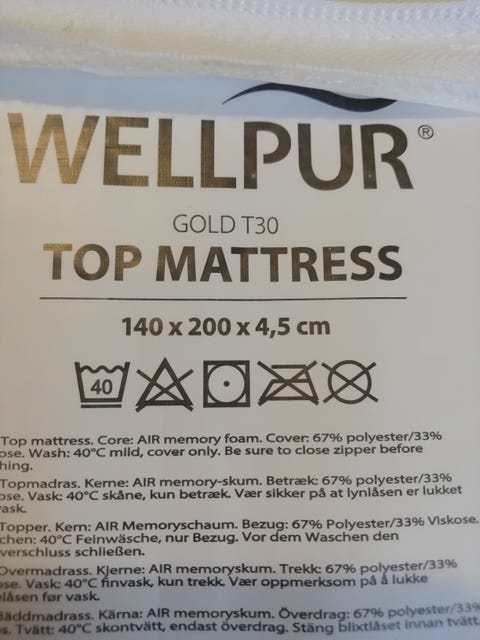 WELLPUR®
GOLD T30
TOP MATTRESS
140 x 200 x 4,5 cm
40
Top mattress. Core: AIR memory foam. Cover: 67% polyester/33%
ose. Wash: 40°C mild, cover only. Be sure to close zipper before
hing.
Topmadras. Kerne: AIR memory-skum. Betræk: 67% polyester/33%
ose. Vask: 40°C skåne, kun betræk. Vær sikker på at lynlåsen er lukket
vask.
Topper. Kern: AIR Memoryschaum. Bezug: 67% Polyester/33% Viskose.
chen: 40°C Feinwäsche, nur Bezug. Vor dem Waschen den
verschluss schließen.
Overmadrass. Kjerne: AIR memoryskum. Trekk: 67% polyester/33%
ose. Vask: 40°C finvask, kun trekk. Vær oppmerksom på å lukke
elåsen før vask.
Bäddmadrass. Kärna: AIR memoryskum. Överdrag: 67% polyester/33%
s. Tvätt: 40°C skontvätt, endast överdrag. Stäng blixtlåset innan tvätt.